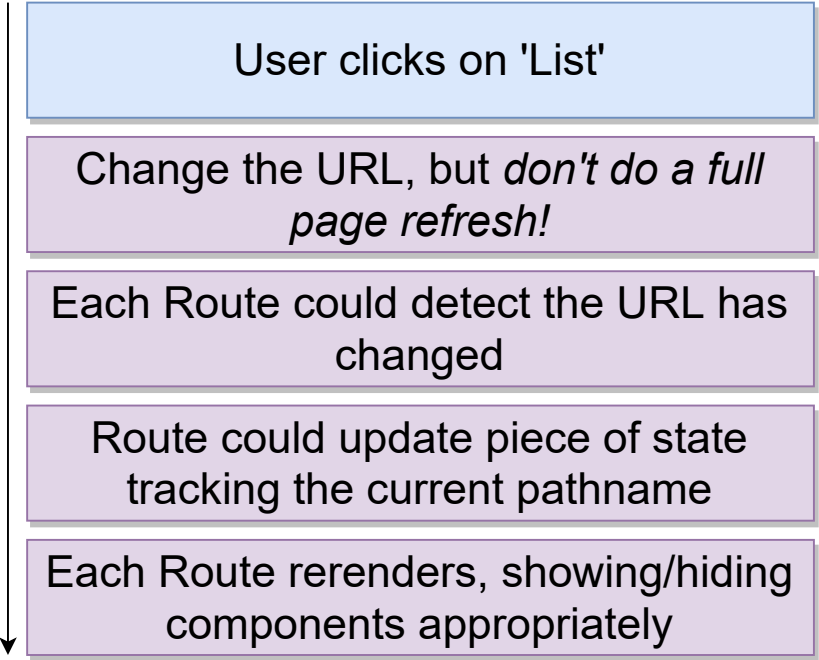 User clicks on 'List'
Change the URL, but don't do a full
page refresh!
Each Route could detect the URL has
changed
Route could update piece of state
tracking the current pathname
Each Route rerenders, showing/hiding
components appropriately